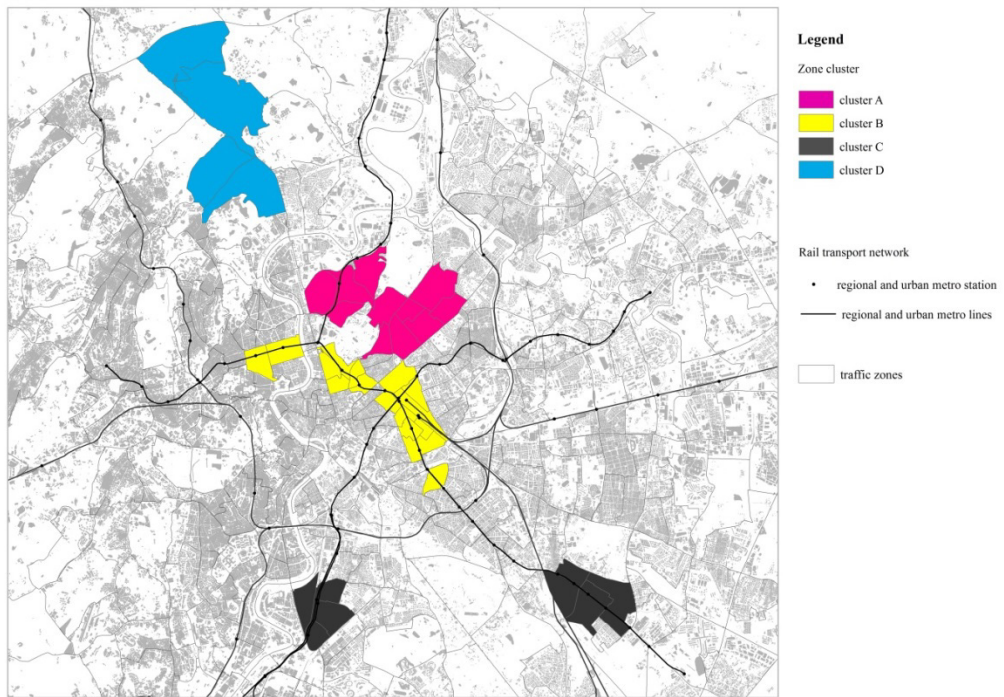 Legend
Zone cluster
cluster A
cluster B
cluster C
cluster D
Rail transport network
regional and urban metro station
regional and urban metro lines
traffic zones